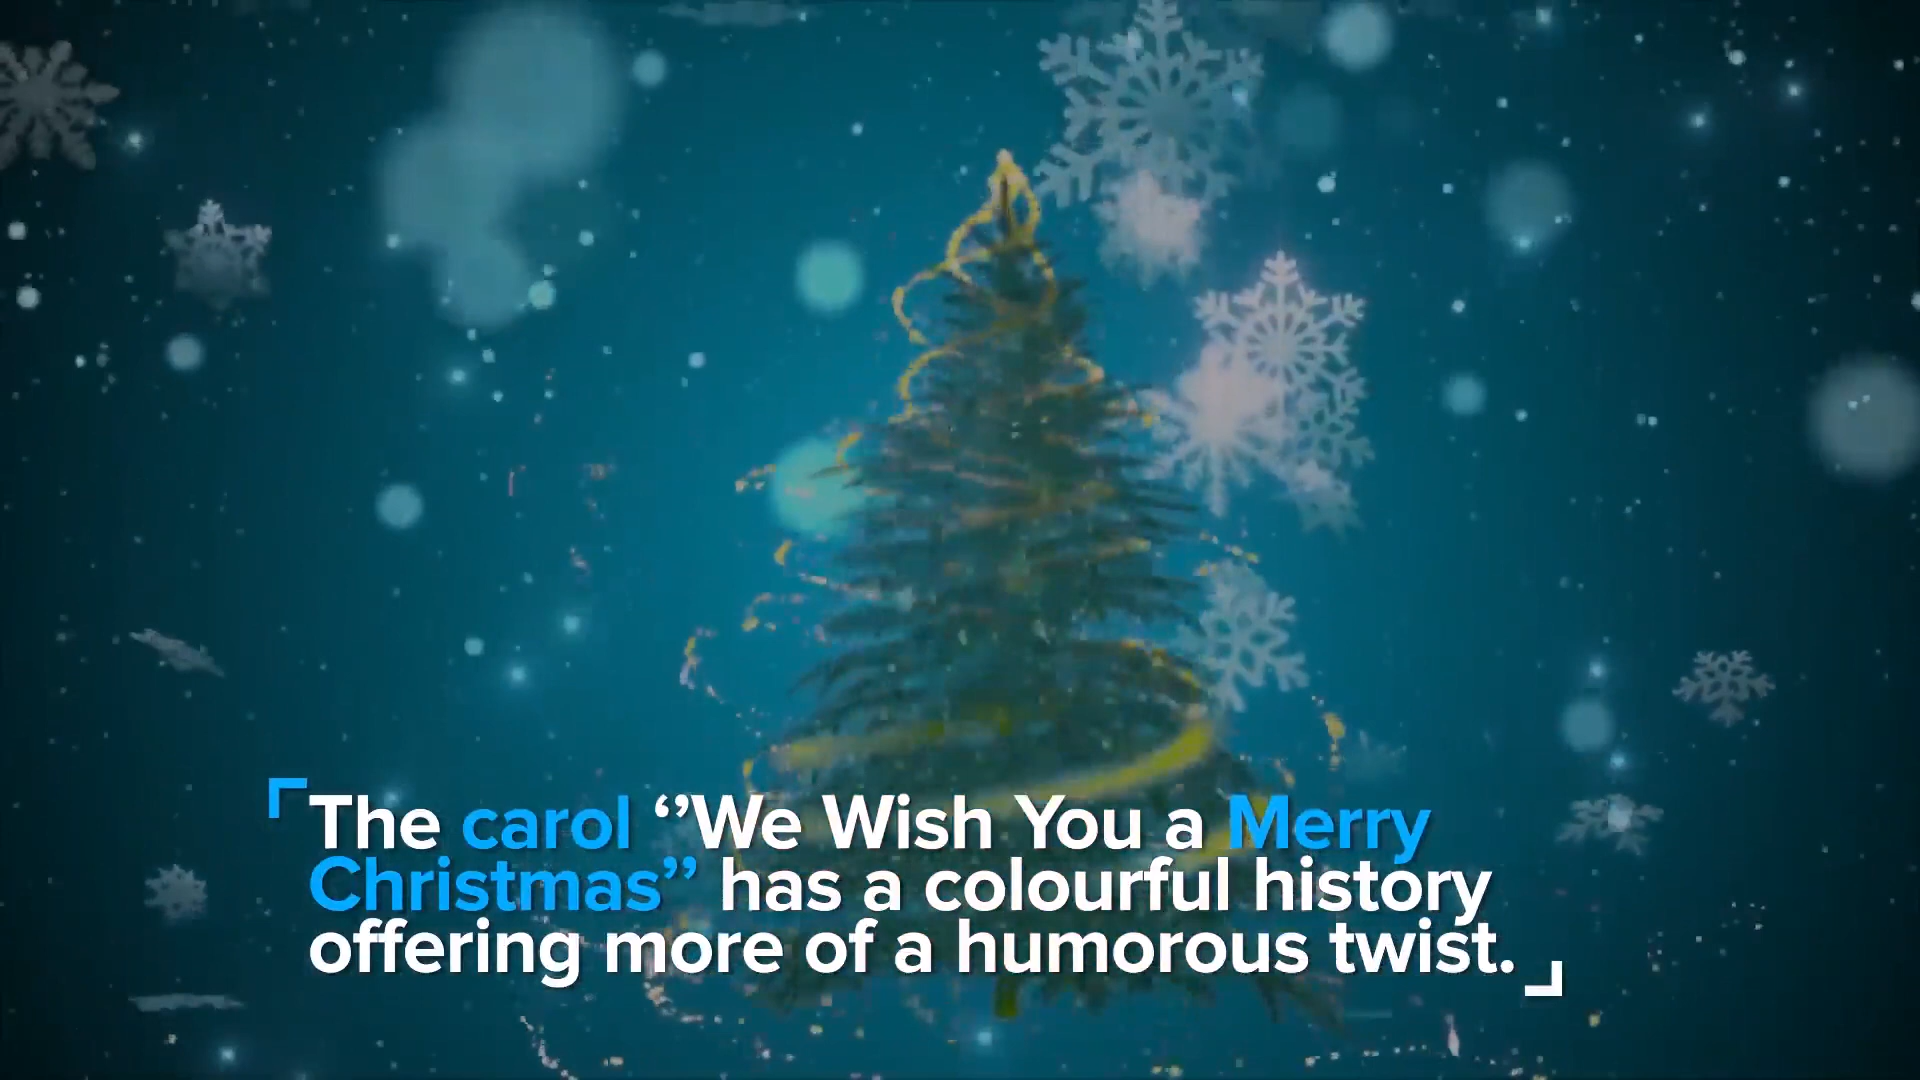 The carol ‘’We Wish You a Merry
Christmas’’ has a colourful history
offering more of a humorous twist.